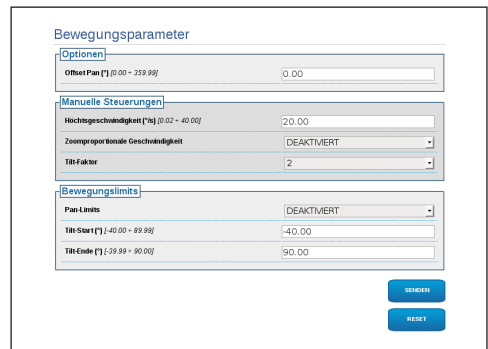 Bewegungsparameter
Optionen
Offset Pan (°) [0.00 ÷ 359.99] 0.00
Manuelle Steuerungen
Höchtsgeschwindigkeit (°/s) [0.02 ÷ 40.00] 20.00
Zoomproportionale Geschwindigkeit DEAKTIVIERT
Tilt-Faktor 2
Bewegungslimits
Pan-Limits DEAKTIVIERT
Tilt-Start (°) [-40.00 ÷ 89.99] -40.00
Tilt-Ende (°) [-39.99 ÷ 90.00] 90.00
SENDEN
RESET